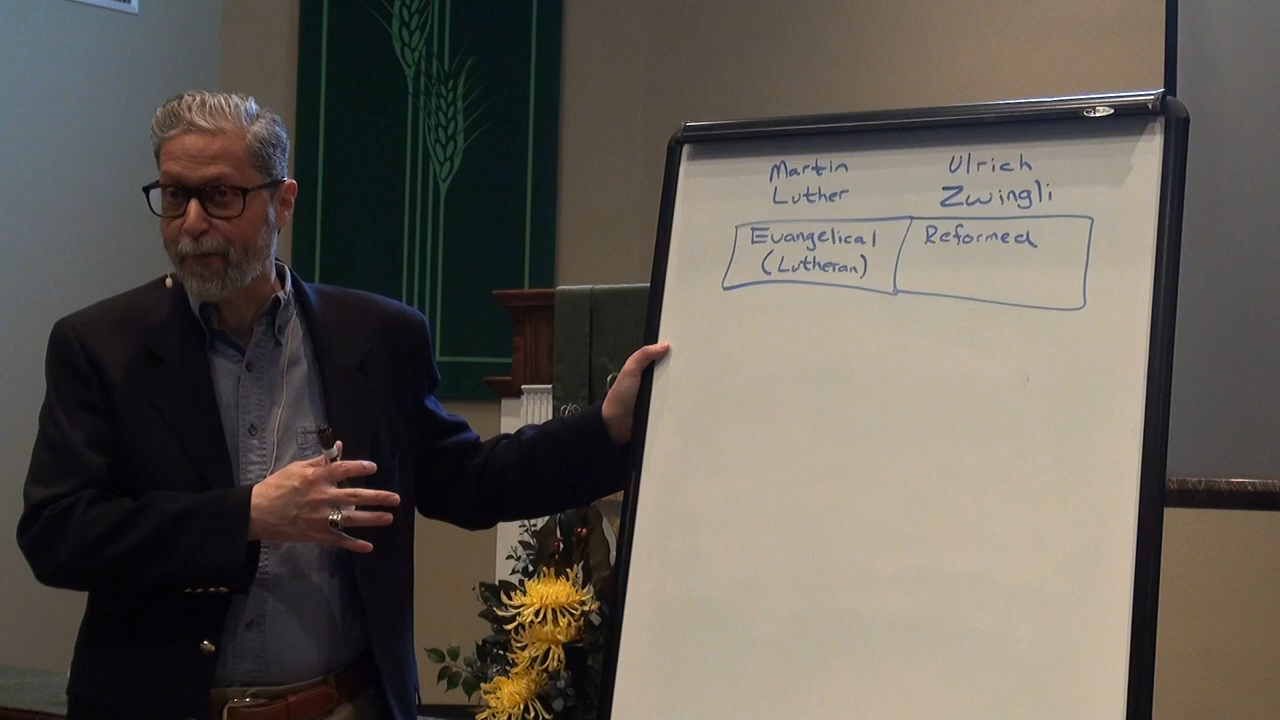 Martin
Luther
Ulrich
Zwingli
Evangelical
(Lutheran)
Reformed